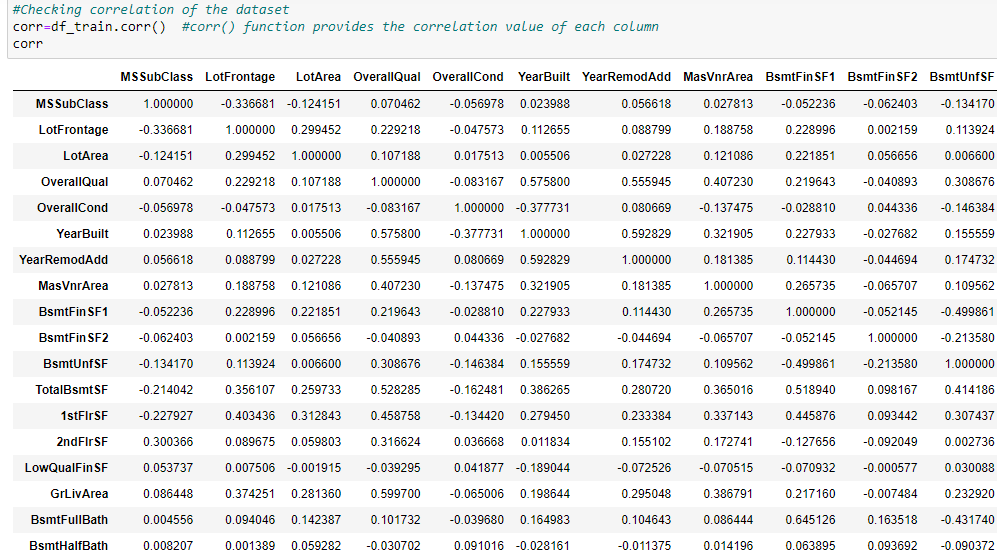 #Checking correlation of the dataset
corr=df_train.corr()  #corr() function provides the correlation value of each column
corr
MSSubClass LotFrontage LotArea OverallQual OverallCond YearBuilt YearRemodAdd MasVnrArea BsmtFinSF1 BsmtFinSF2 BsmtUnfSF
MSSubClass 1.000000 -0.336681 -0.124151 0.070462 -0.056978 0.023988 0.056618 0.027813 -0.052236 -0.062403 -0.134170
LotFrontage -0.336681 1.000000 0.299452 0.229218 -0.047573 0.112655 0.088799 0.188758 0.228996 0.002159 0.113924
LotArea -0.124151 0.299452 1.000000 0.107188 0.017513 0.005506 0.027228 0.121086 0.221851 0.056656 0.006600
OverallQual 0.070462 0.229218 0.107188 1.000000 -0.083167 0.575800 0.555945 0.407230 0.219643 -0.040893 0.308676
OverallCond -0.056978 -0.047573 0.017513 -0.083167 1.000000 -0.377731 0.080669 -0.137475 -0.028810 0.044336 -0.146384
YearBuilt 0.023988 0.112655 0.005506 0.575800 -0.377731 1.000000 0.592829 0.321905 0.227933 -0.027682 0.155559
YearRemodAdd 0.056618 0.088799 0.027228 0.555945 0.080669 0.592829 1.000000 0.181385 0.114430 -0.044694 0.174732
MasVnrArea 0.027813 0.188758 0.121086 0.407230 -0.137475 0.321905 0.181385 1.000000 0.265735 -0.065707 0.109562
BsmtFinSF1 -0.052236 0.228996 0.221851 0.219643 -0.028810 0.227933 0.114430 0.265735 1.000000 -0.052145 -0.499861
BsmtFinSF2 -0.062403 0.002159 0.056656 -0.040893 0.044336 -0.027682 -0.044694 -0.065707 -0.052145 1.000000 -0.213580
BsmtUnfSF -0.134170 0.113924 0.006600 0.308676 -0.146384 0.155559 0.174732 0.109562 -0.499861 -0.213580 1.000000
TotalBsmtSF -0.214042 0.356107 0.259733 0.528285 -0.162481 0.386265 0.280720 0.365016 0.518940 0.098167 0.414186
1stFlrSF -0.227927 0.403436 0.312843 0.458758 -0.134420 0.279450 0.233384 0.337143 0.445876 0.093442 0.307437
2ndFlrSF 0.300366 0.089675 0.059803 0.316624 0.036668 0.011834 0.155102 0.172741 -0.127656 -0.092049 0.002736
LowQualFinSF 0.053737 0.007506 -0.001915 -0.039295 0.041877 -0.189044 -0.072526 -0.070515 -0.070932 -0.000577 0.030088
GrLivArea 0.086448 0.374251 0.281360 0.599700 -0.065006 0.198644 0.295048 0.386791 0.217160 -0.007484 0.232920
BsmtFullBath 0.004556 0.094046 0.142387 0.101732 -0.039680 0.164983 0.104643 0.086444 0.645126 0.163518 -0.431740
BsmtHalfBath 0.008207 0.001389 0.059282 -0.030702 0.091016 -0.028161 -0.011375 0.014196 0.063895 0.093692 -0.090372